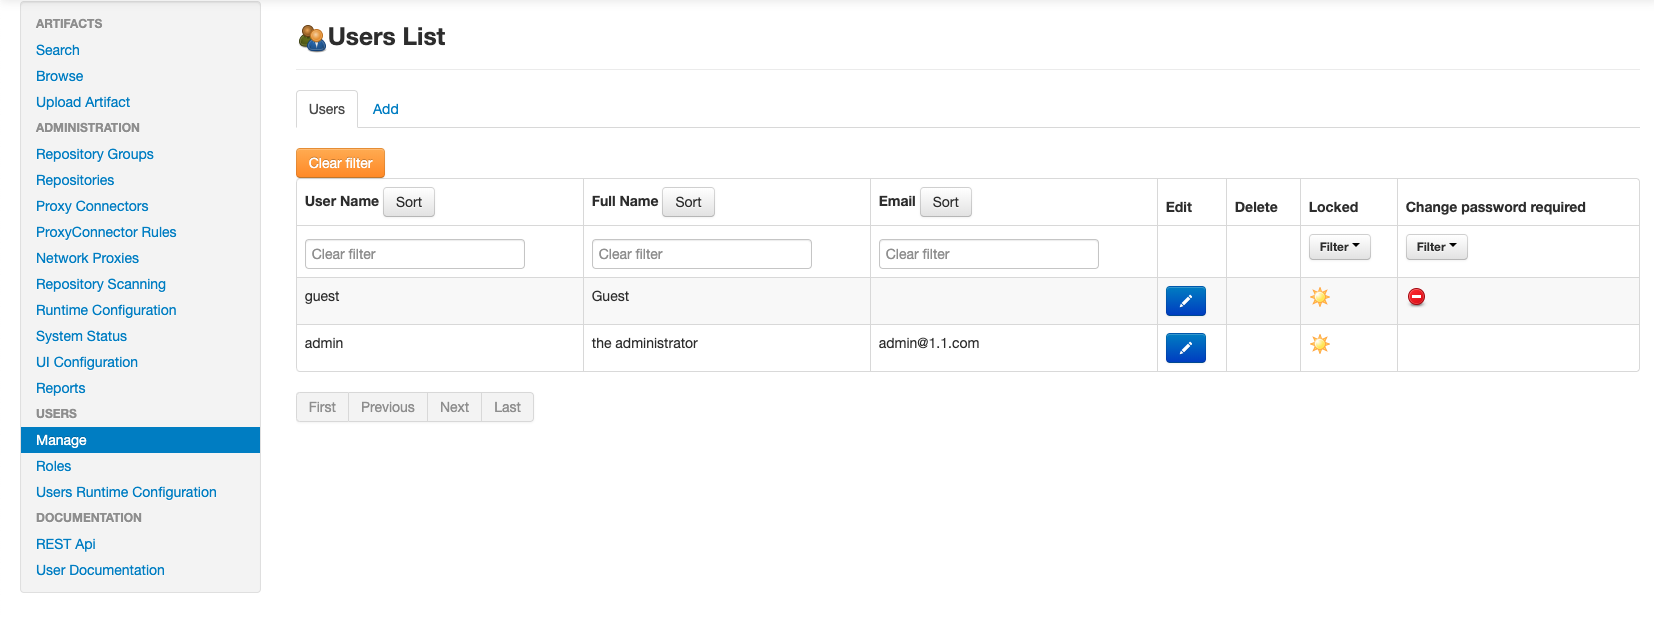 ARTIFACTS
Search
Browse
Upload Artifact
ADMINISTRATION
Repository Groups
Repositories
Proxy Connectors
ProxyConnector Rules
Network Proxies
Repository Scanning
Runtime Configuration
System Status
UI Configuration
Reports
USERS
Manage
Roles
Users Runtime Configuration
DOCUMENTATION
REST Api
User Documentation
Users List
Users Add
Clear filter
User Name Sort Full Name Sort Email Sort Edit Delete Locked Change password required
Clear filter Clear filter Clear filter Filter Filter
guest Guest
admin the administrator admin@1.1.com
First Previous Next Last